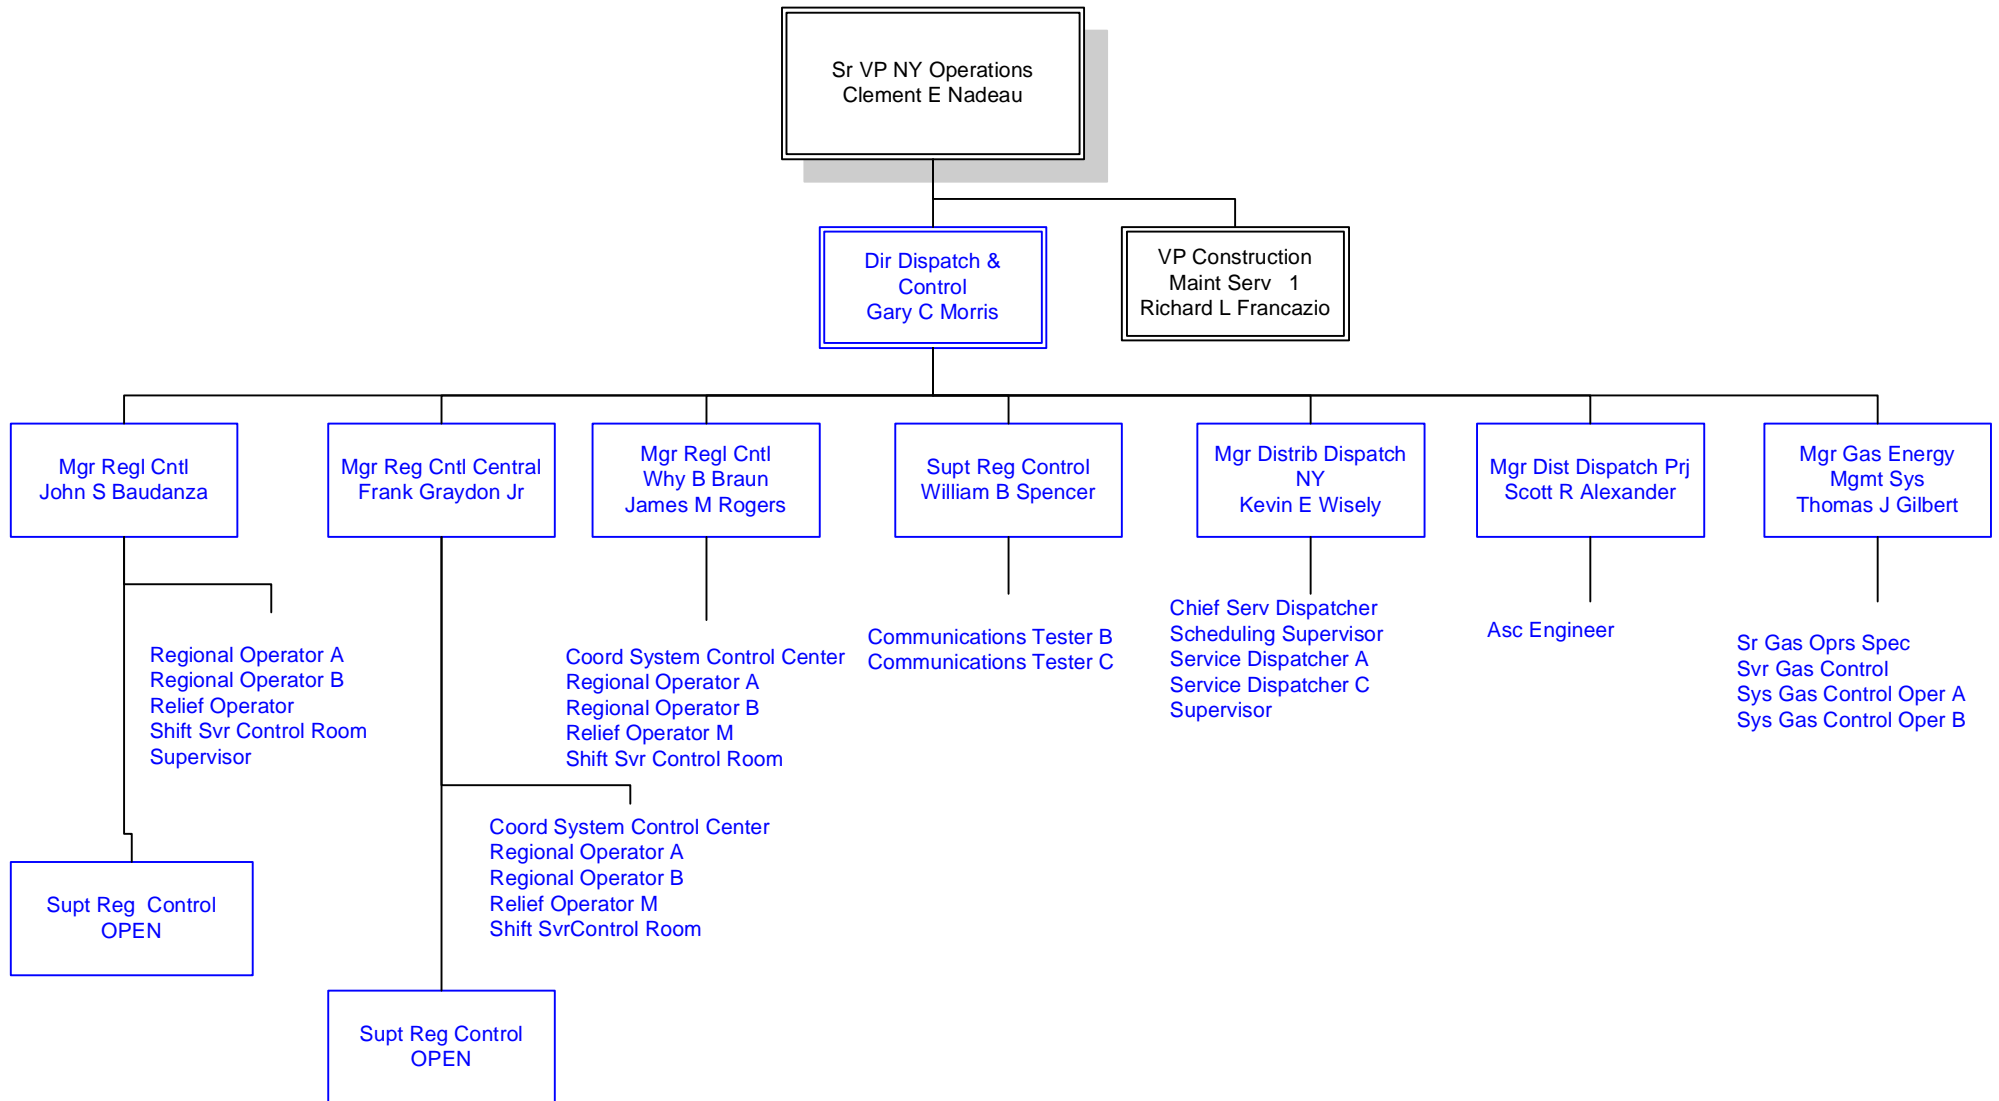 Sr VP NY Operations
Clement E Nadeau
Dir Dispatch &
Control
Gary C Morris
VP Construction
Maint Serv 1
Richard L Francazio
Mgr Regl Cntl
John S Baudanza
Mgr Reg Cntl Central
Frank Graydon Jr
Mgr Regl Cntl
Why B Braun
James M Rogers
Supt Reg Control
William B Spencer
Mgr Distrib Dispatch
NY
Kevin E Wisely
Mgr Dist Dispatch Prj
Scott R Alexander
Mgr Gas Energy
Mgmt Sys
Thomas J Gilbert
Regional Operator A
Regional Operator B
Relief Operator
Shift Svr Control Room
Supervisor
Coord System Control Center
Regional Operator A
Regional Operator B
Relief Operator M
Shift Svr Control Room
Communications Tester B
Communications Tester C
Chief Serv Dispatcher
Scheduling Supervisor
Service Dispatcher A
Service Dispatcher C
Supervisor
Asc Engineer
Sr Gas Oprs Spec
Svr Gas Control
Sys Gas Control Oper A
Sys Gas Control Oper B
Coord System Control Center
Regional Operator A
Regional Operator B
Relief Operator M
Shift SvrControl Room
Supt Reg Control
OPEN
Supt Reg Control
OPEN